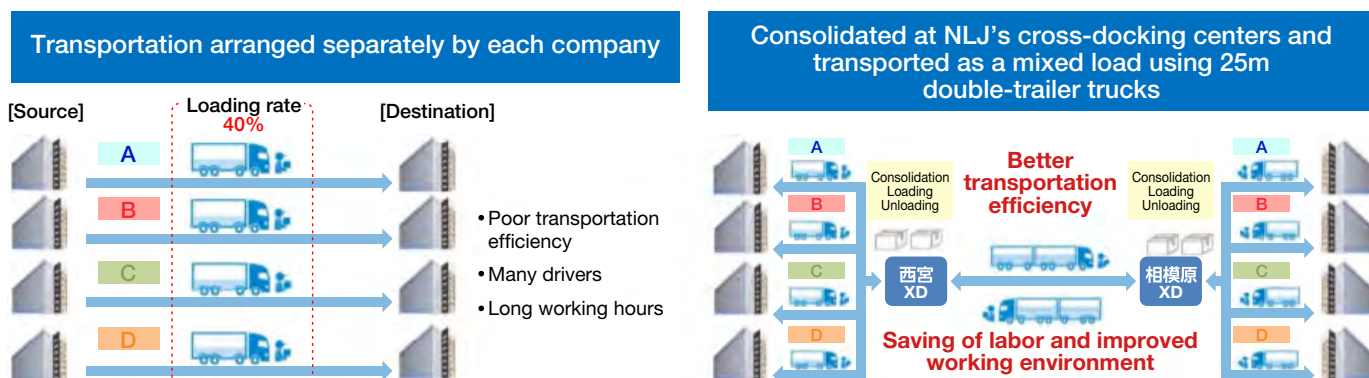 Transportation arranged separately by each company
[Source]
Loading rate
40%
[Destination]
A
B
C
D
• Poor transportation
efficiency
• Many drivers
• Long working hours
Consolidated at NLJ's cross-docking centers and
transported as a mixed load using 25m
double-trailer trucks
A
B
C
D
Consolidation
Loading
Unloading
西宮
XD
Better
transportation
efficiency
Saving of labor and improved
working environment
Consolidation
Loading
Unloading
相模原
XD
A
B
C
D